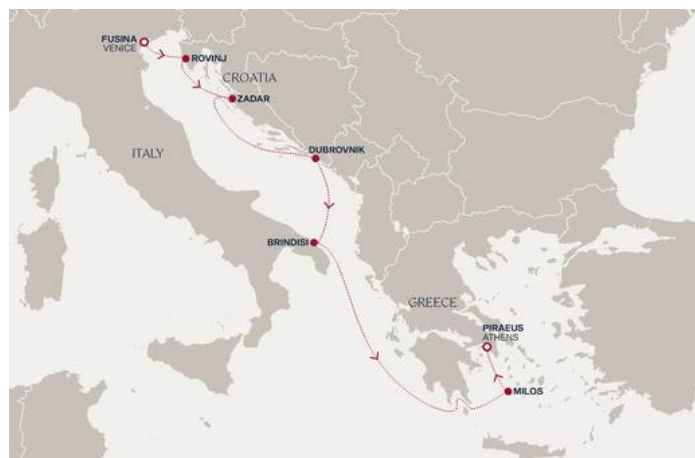 FUSINA
VENICE
ROVINJ
CROATIA
ZADAR
ITALY
DUBROVNIK
BRINDISI
GREECE
PIRAEUS
ATHENS
MILOS